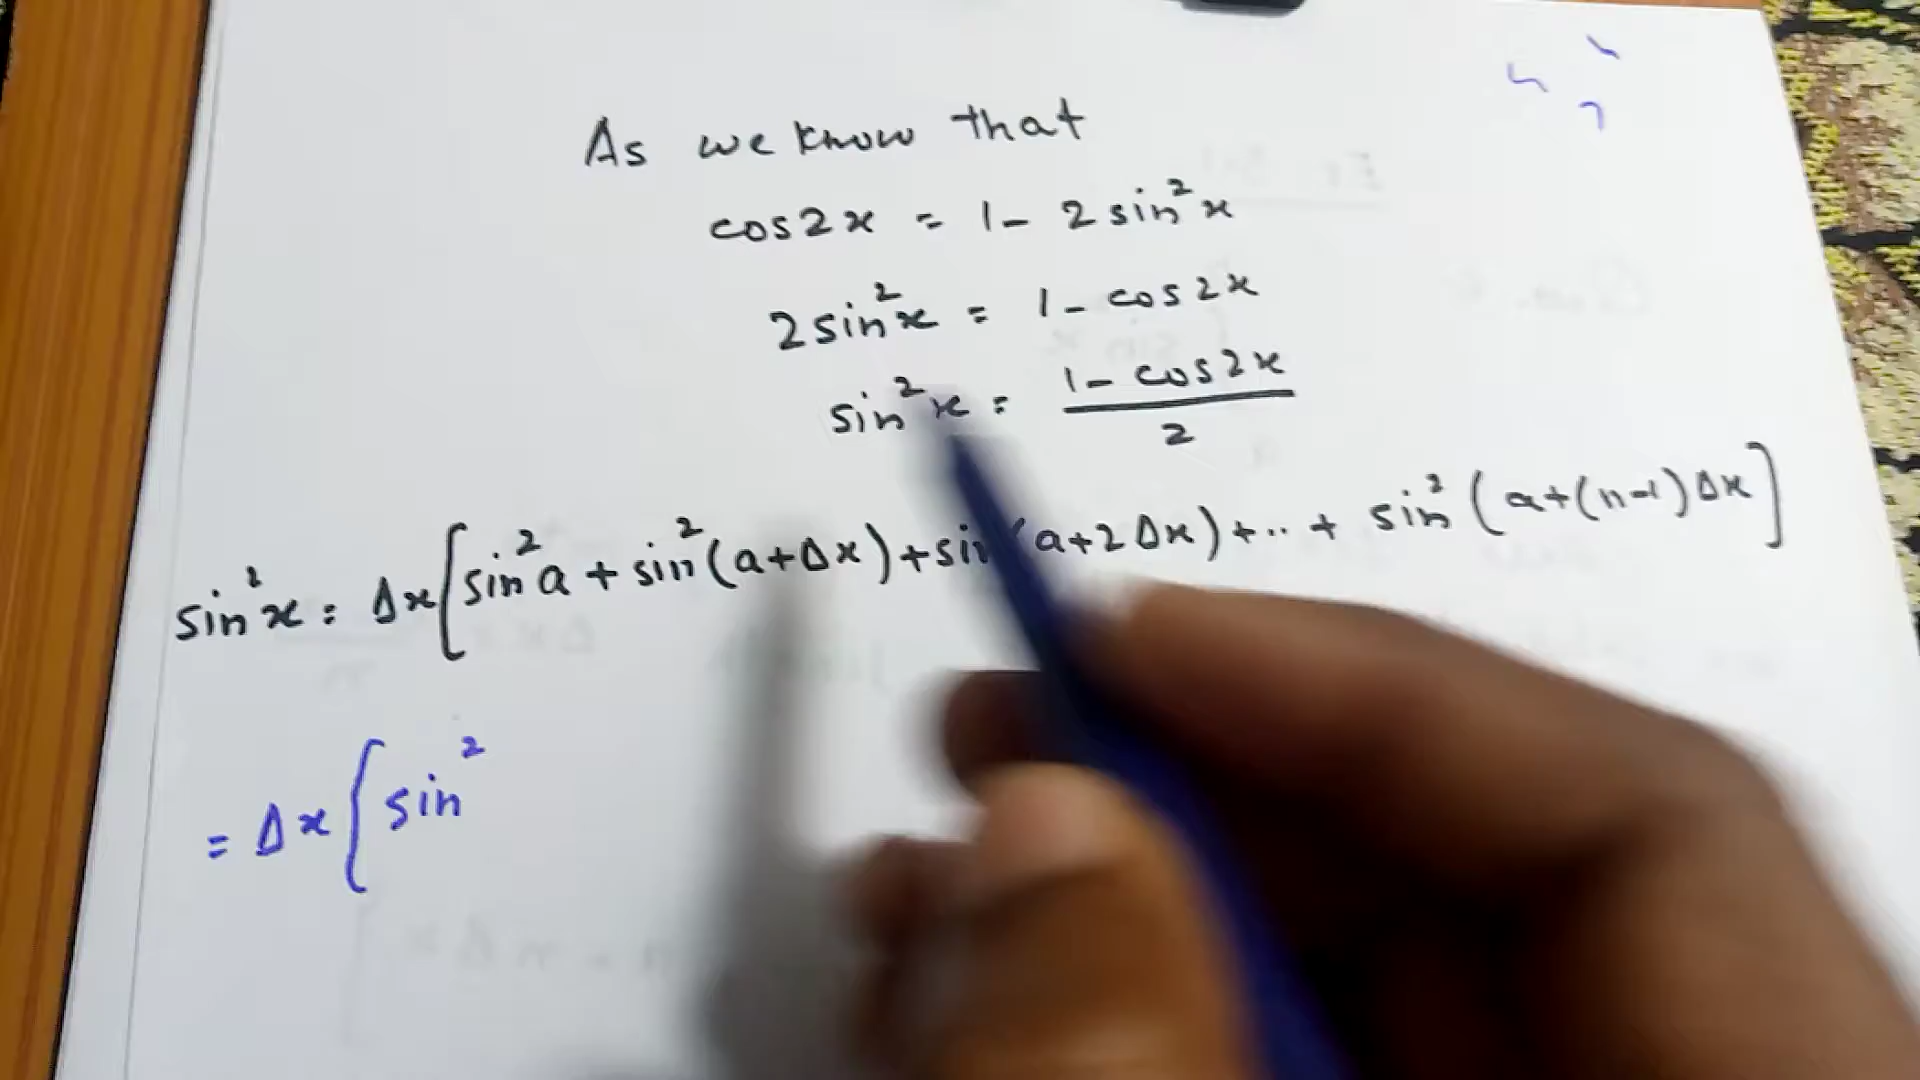 As we know that
cos2x = 1 - 2sin²x
2sin²x = 1 - cos2x
sin²x = (1 - cos2x)/2
sin²x = Δx[sin²a + sin²(a+Δx) + sin (a+2Δx) + .. + sin²(a+(n-1)Δx]
= Δx[sin²